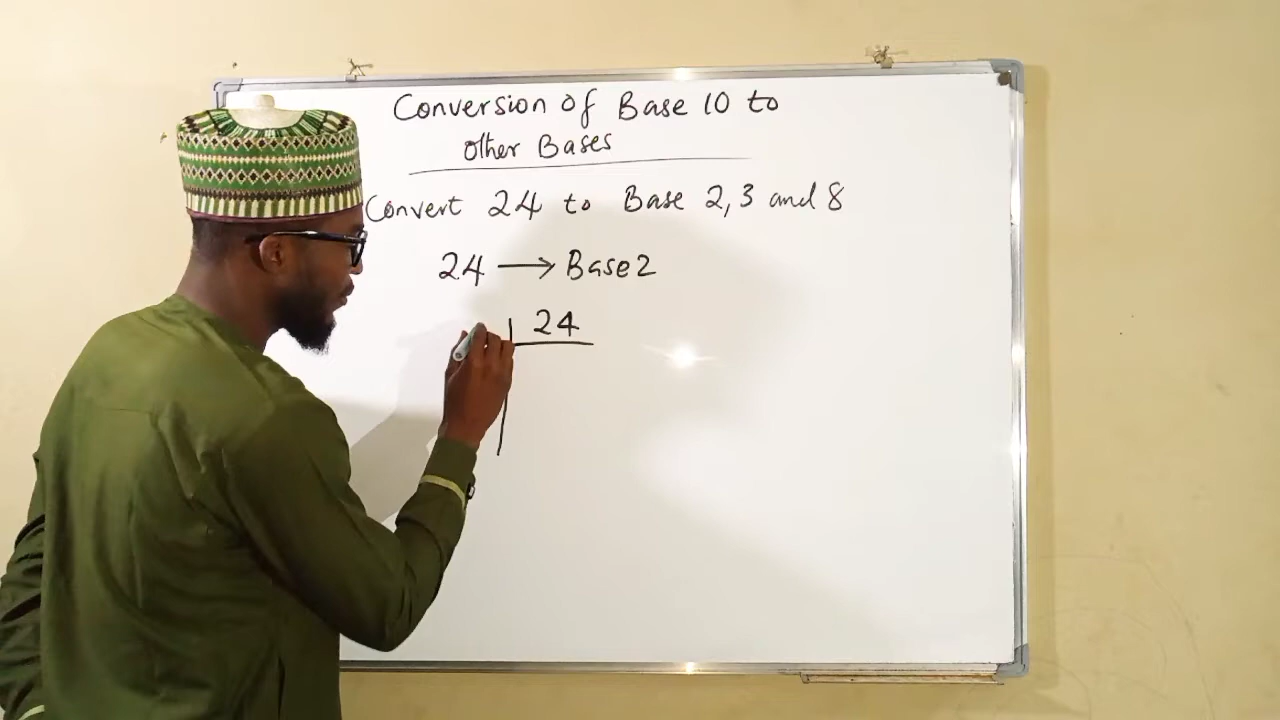 Conversion of Base 10 to
other Bases
Convert 24 to Base 2, 3 and 8
24 → Base 2
24